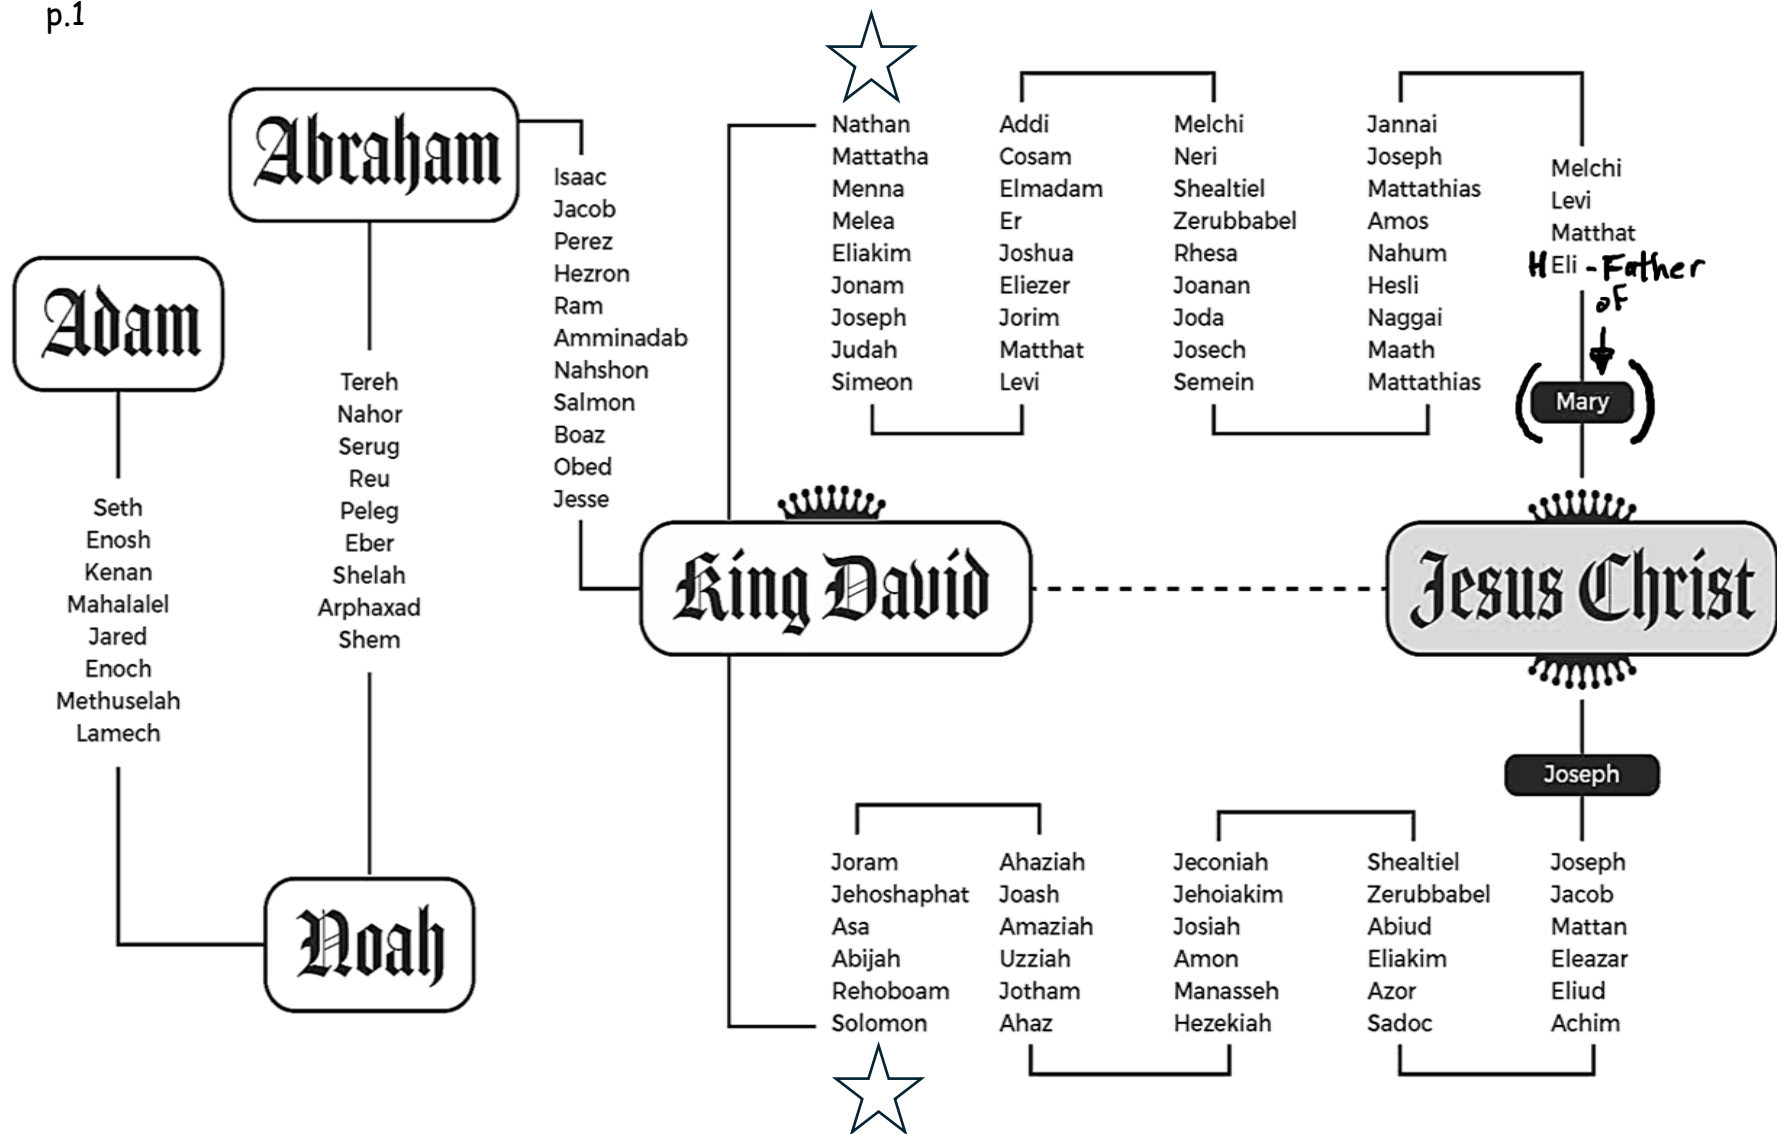 p.1
Adam
Seth
Enosh
Kenan
Mahalalel
Jared
Enoch
Methuselah
Lamech
Noah
Abraham
Tereh
Nahor
Serug
Reu
Peleg
Eber
Shelah
Arphaxad
Shem
Isaac
Jacob
Perez
Hezron
Ram
Amminadab
Nahshon
Salmon
Boaz
Obed
Jesse
King David
Nathan
Mattatha
Menna
Melea
Eliakim
Jonam
Joseph
Judah
Simeon
Addi
Cosam
Elmadam
Er
Joshua
Eliezer
Jorim
Matthat
Levi
Melchi
Neri
Shealtiel
Zerubbabel
Rhesa
Joanan
Joda
Josech
Semein
Jannai
Joseph
Mattathias
Amos
Nahum
Hesli
Naggai
Maath
Mattathias
Melchi
Levi
Matthat
HEli - Father
of
(Mary)
Jesus Christ
Joseph
Joram
Jehoshaphat
Asa
Abijah
Rehoboam
Solomon
Ahaziah
Joash
Amaziah
Uzziah
Jotham
Ahaz
Jeconiah
Jehoiakim
Josiah
Amon
Manasseh
Hezekiah
Shealtiel
Zerubbabel
Abiud
Eliakim
Azor
Sadoc
Joseph
Jacob
Mattan
Eleazar
Eliud
Achim